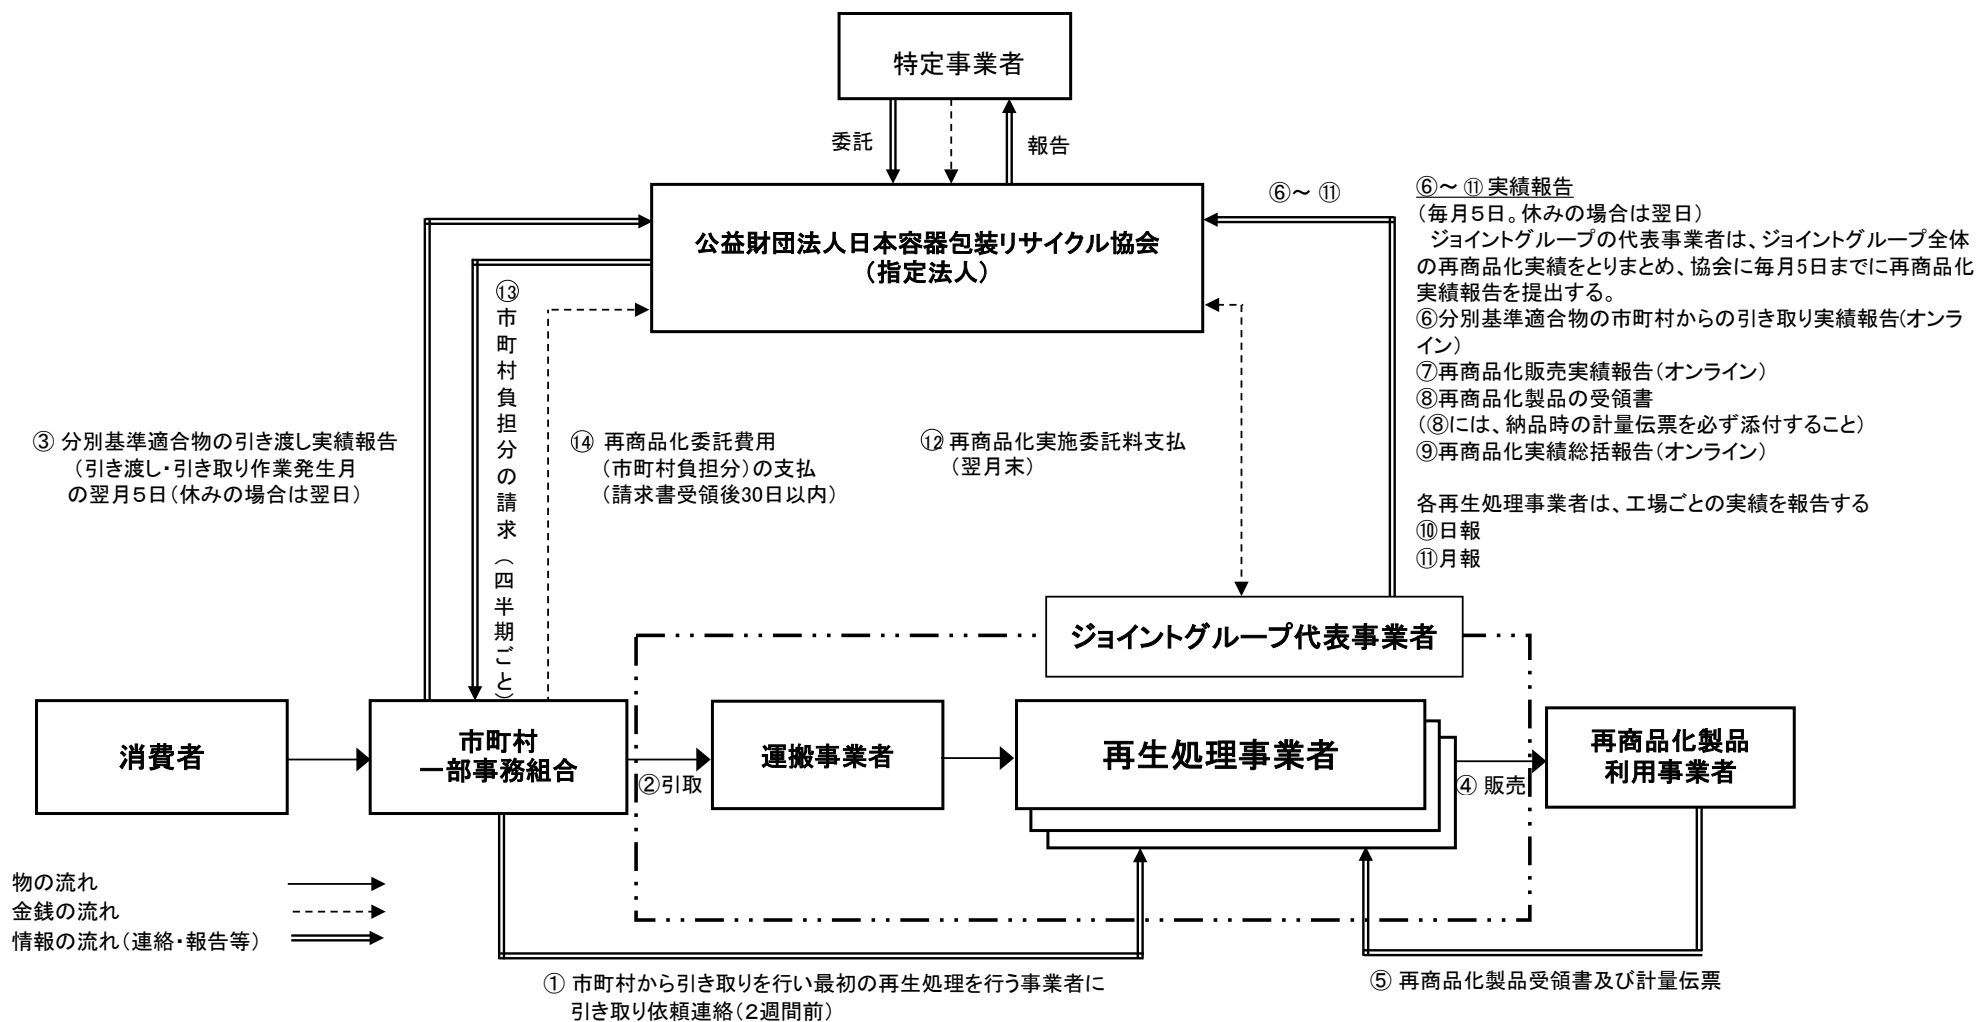 特定事業者
委託
報告
公益財団法人日本容器包装リサイクル協会
（指定法人）
⑥～⑪
⑥～⑪実績報告
（毎月５日。休みの場合は翌日）
ジョイントグループの代表事業者は、ジョイントグループ全体
の再商品化実績をとりまとめ、協会に毎月5日までに再商品化
実績報告を提出する。
⑥分別基準適合物の市町村からの引き取り実績報告(オンラ
イン）
⑦再商品化販売実績報告（オンライン）
⑧再商品化製品の受領書
（⑧には、納品時の計量伝票を必ず添付すること）
⑨再商品化実績総括報告（オンライン）
各再生処理事業者は、工場ごとの実績を報告する
⑩日報
⑪月報
⑬市町村負担分の請求（四半期ごと）
③ 分別基準適合物の引き渡し実績報告
（引き渡し・引き取り作業発生月
の翌月５日（休みの場合は翌日）
⑭ 再商品化委託費用
（市町村負担分）の支払
（請求書受領後30日以内）
⑫再商品化実施委託料支払
（翌月末）
ジョイントグループ代表事業者
消費者
市町村
一部事務組合
②引取
運搬事業者
再生処理事業者
④ 販売
再商品化製品
利用事業者
物の流れ
金銭の流れ
情報の流れ（連絡・報告等）
① 市町村から引き取りを行い最初の再生処理を行う事業者に
引き取り依頼連絡（２週間前）
⑤ 再商品化製品受領書及び計量伝票